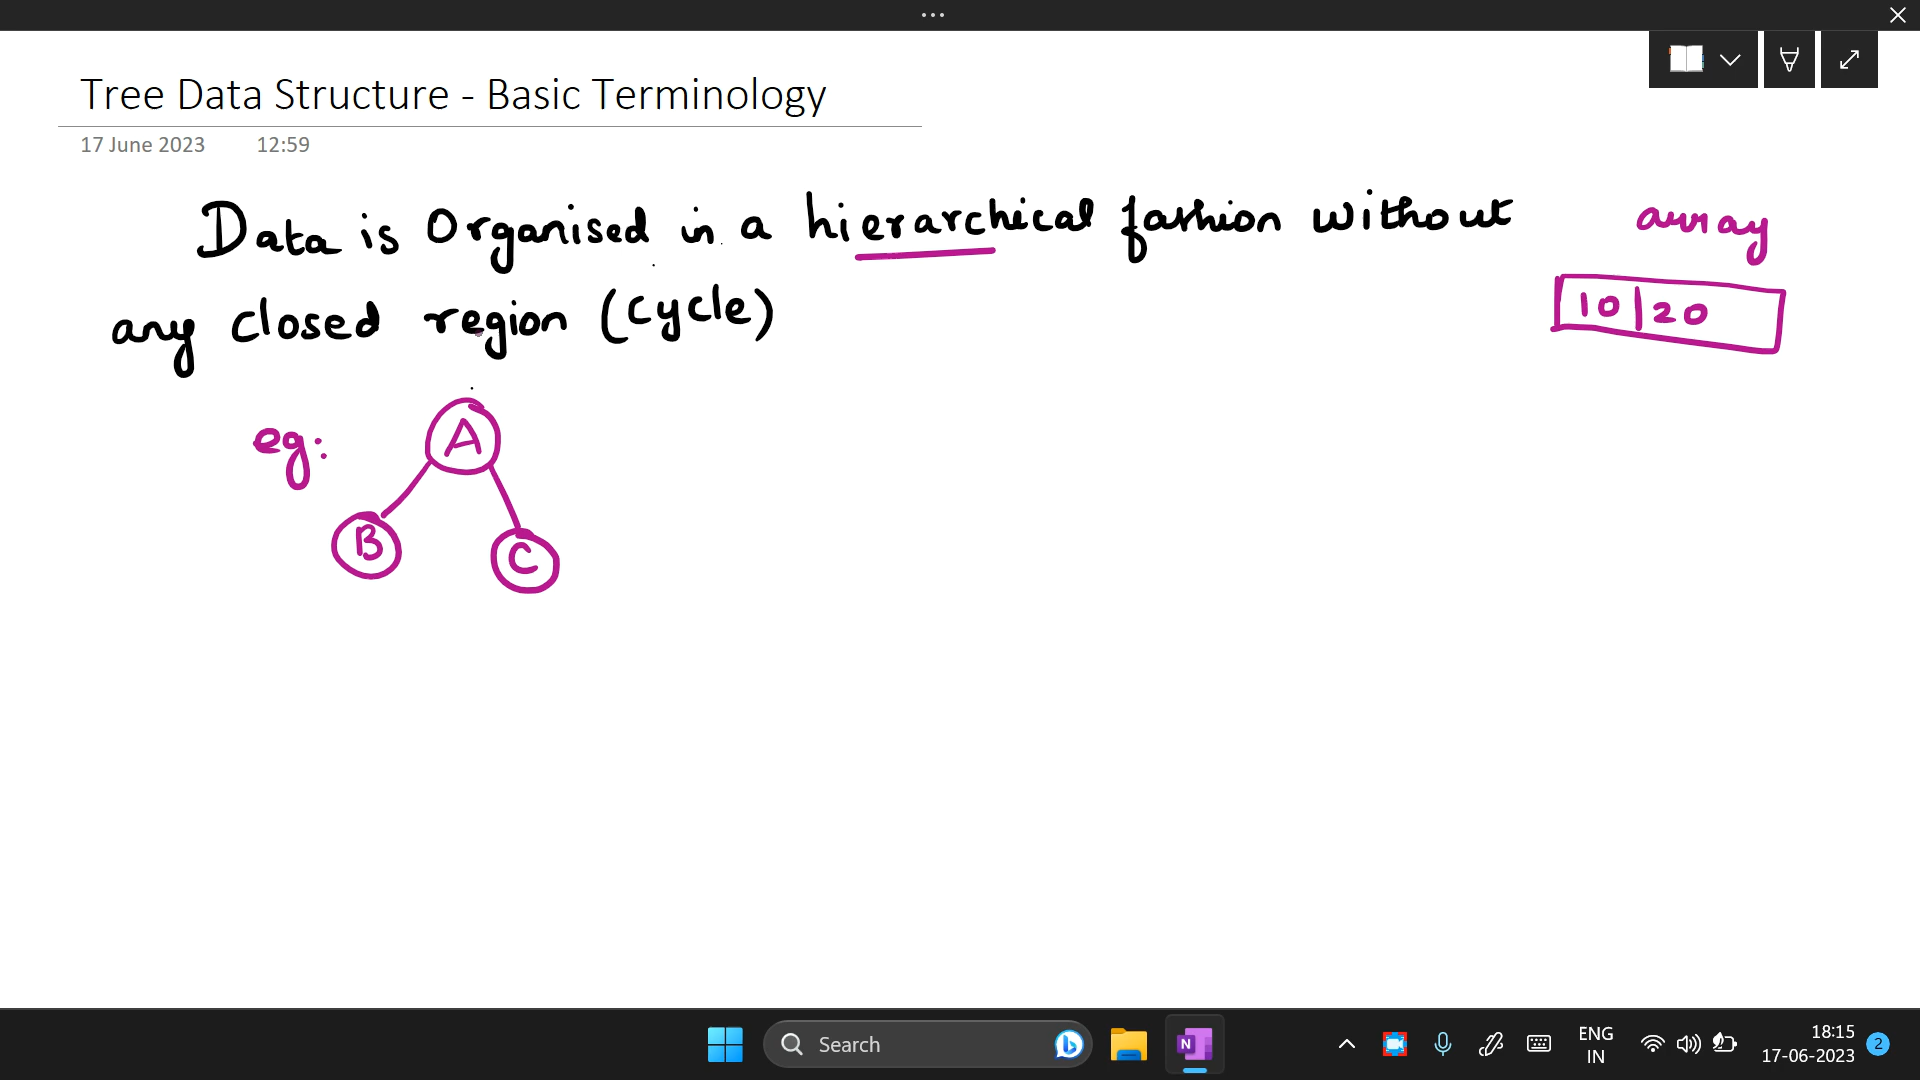 Tree Data Structure - Basic Terminology
17 June 2023 12:59
Data is Organised in a hierarchical fashion without
any closed region (cycle)
array
10 | 20
eg:
A
B
C
Search
N
ENG
IN
18:15
17-06-2023
2